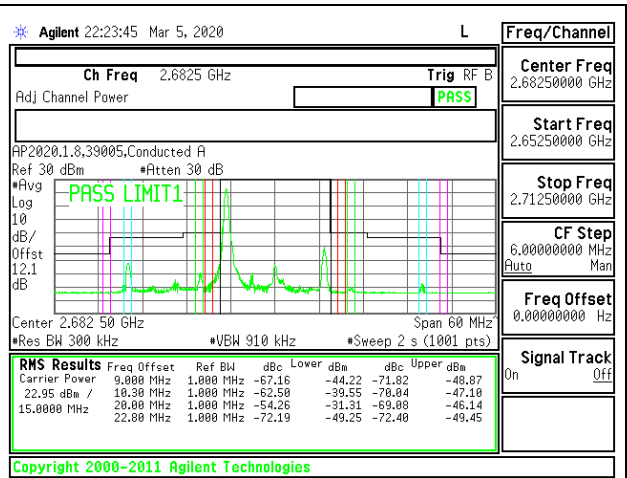 Agilent 22:23:45 Mar 5, 2020 L Freq/Channel
Ch Freq 2.6825 GHz Trig RF B
Adj Channel Power PASS
AP2020.1.8,39005,Conducted A
Ref 30 dBm #Atten 30 dB
#Avg
Log
10
dB/
Offst
12.1
dB
PASS LIMIT1
Center 2.682 50 GHz Span 60 MHz^
#Res BW 300 kHz #VBW 910 kHz #Sweep 2 s (1001 pts)
RMS Results Freq Offset Ref BW dBc Lower dBm dBc Upper dBm
Carrier Power 9.000 MHz 1.000 MHz -67.16 -44.22 -71.82 -48.87
22.95 dBm / 10.30 MHz 1.000 MHz -62.50 -39.55 -70.04 -47.10
15.0000 MHz 20.00 MHz 1.000 MHz -54.26 -31.31 -69.08 -46.14
22.80 MHz 1.000 MHz -72.19 -49.25 -72.40 -49.45
Copyright 2000-2011 Agilent Technologies
Center Freq
2.68250000 GHz
Start Freq
2.65250000 GHz
Stop Freq
2.71250000 GHz
CF Step
6.00000000 MHz
Auto Man
Freq Offset
0.00000000 Hz
Signal Track
On Off